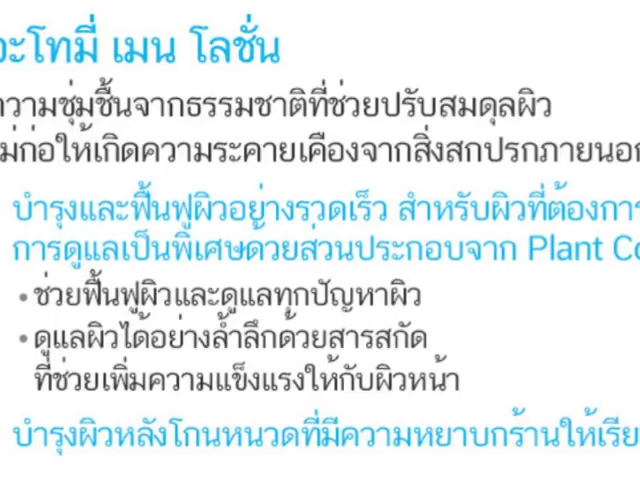 อะโทมี่ เมน โลชั่น
ความชุ่มชื้นจากธรรมชาติที่ช่วยปรับสมดุลผิว
ม่ก่อให้เกิดความระคายเคืองจากสิ่งสกปรกภายนอก
บำรุงและฟื้นฟูผิวอย่างรวดเร็ว สำหรับผิวที่ต้องการ
การดูแลเป็นพิเศษด้วยส่วนประกอบจาก Plant Co
• ช่วยฟื้นฟูผิวและดูแลทุกปัญหาผิว
• ดูแลผิวได้อย่างล้ำลึกด้วยสารสกัด
ที่ช่วยเพิ่มความแข็งแรงให้กับผิวหน้า
บำรุงผิวหลังโกนหนวดที่มีความหยาบกร้านให้เรีย